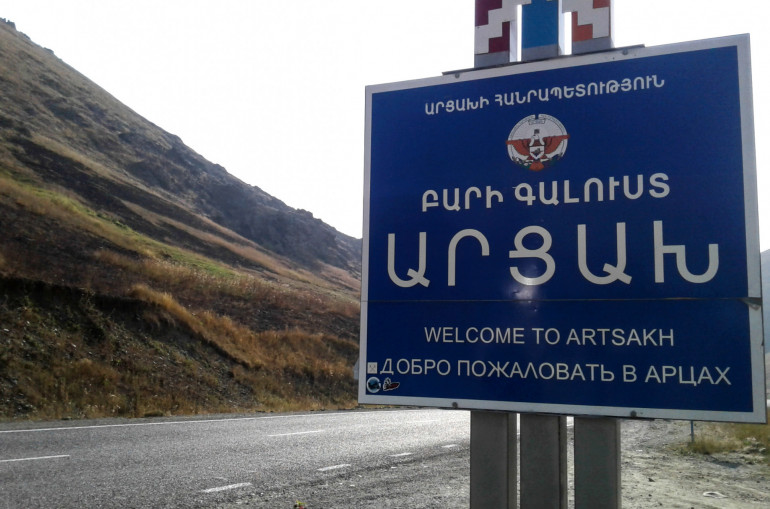 ԱՐՑԱԽԻ ՀԱՆՐԱՊԵՏՈՒԹՅՈՒՆ
ԲԱՐԻ ԳԱԼՈՒՍՏ
ԱՐՑԱԽ
WELCOME TO ARTSAKH
ДОБРО ПОЖАЛОВАТЬ В АРЦАХ